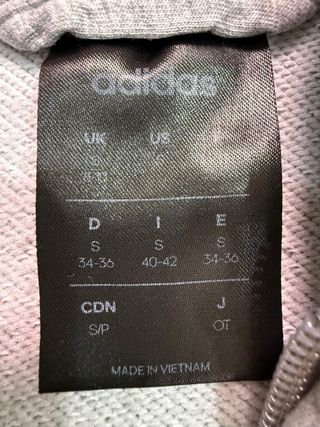 adidas
UK US
D I E
S S S
34-36 40-42 34-36
CDN J
S/P OT
MADE IN VIETNAM